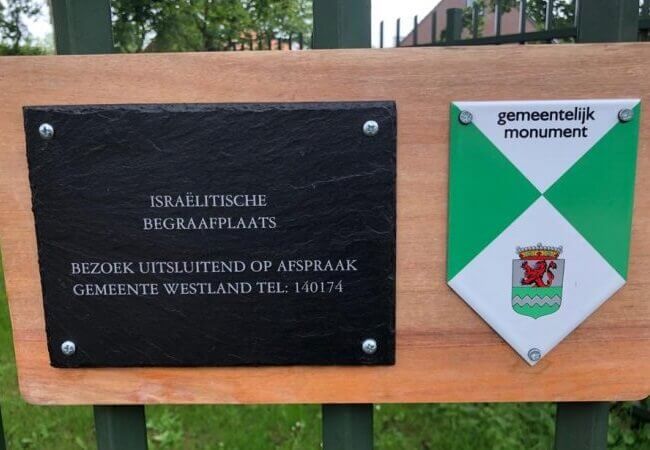 ISRAËLITISCHE
BEGRAAFPLAATS
BEZOEK UITSLUITEND OP AFSPRAAK
GEMEENTE WESTLAND TEL: 140174
gemeentelijk
monument